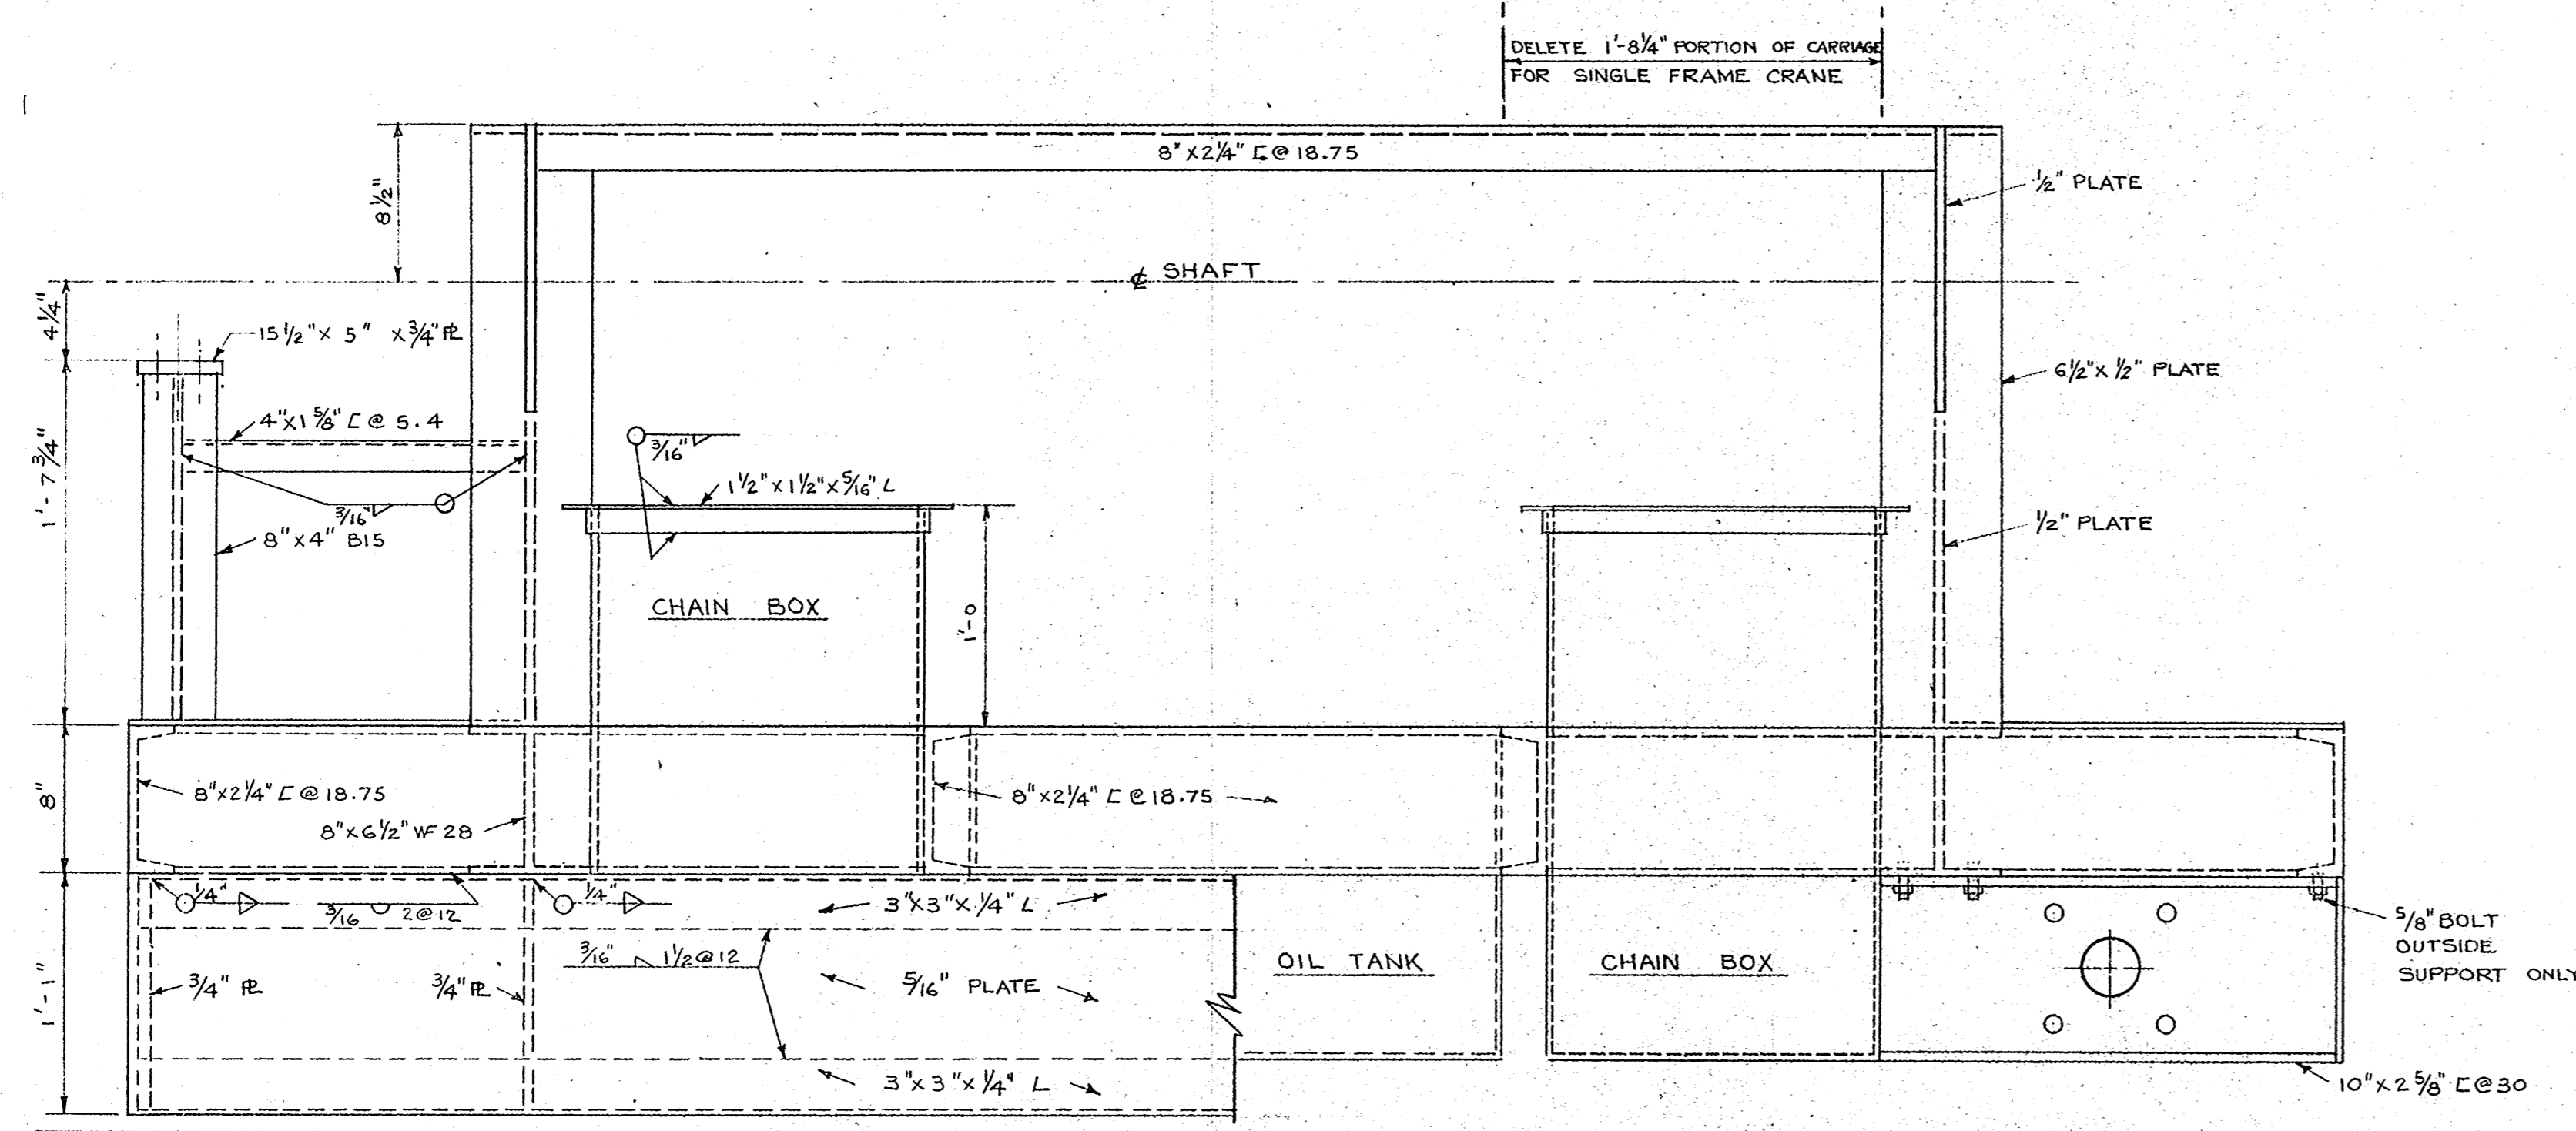 DELETE 1'-8¼" PORTION OF CARRIAGE
FOR SINGLE FRAME CRANE
8"X2¼" [@18.75
8½"
½" PLATE
℄ SHAFT
4¼"
15½"X 5" X¾" PL
6½"X ½" PLATE
4"X1⅝" [@ 5.4
3/16"
1'-7¾"
1½"X1½"X5/16" L
3/16"
8"X4" B15
½" PLATE
CHAIN BOX
1'-0
8"
8"X2¼" [@18.75
8"X2¼" [@18.75
8"X6½" WF 28
¼"
3/16 2@12
¼"
3"X3"X¼" L
⅝" BOLT
OUTSIDE
SUPPORT ONLY
3/16" 1½@12
OIL TANK
CHAIN BOX
1'-1"
¾" PL
¾" PL
5/16" PLATE
3"X3"X¼" L
10"X2⅝" [@30